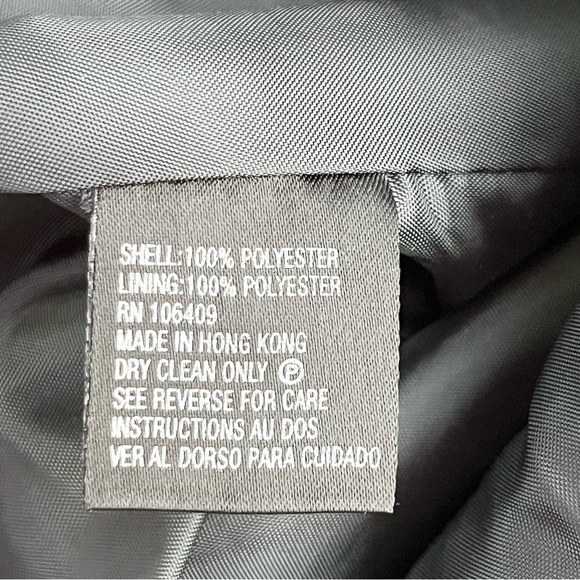 SHELL:100% POLYESTER
LINING:100% POLYESTER
RN 106409
MADE IN HONG KONG
DRY CLEAN ONLY Ⓟ
SEE REVERSE FOR CARE
INSTRUCTIONS AU DOS
VER AL DORSO PARA CUIDADO